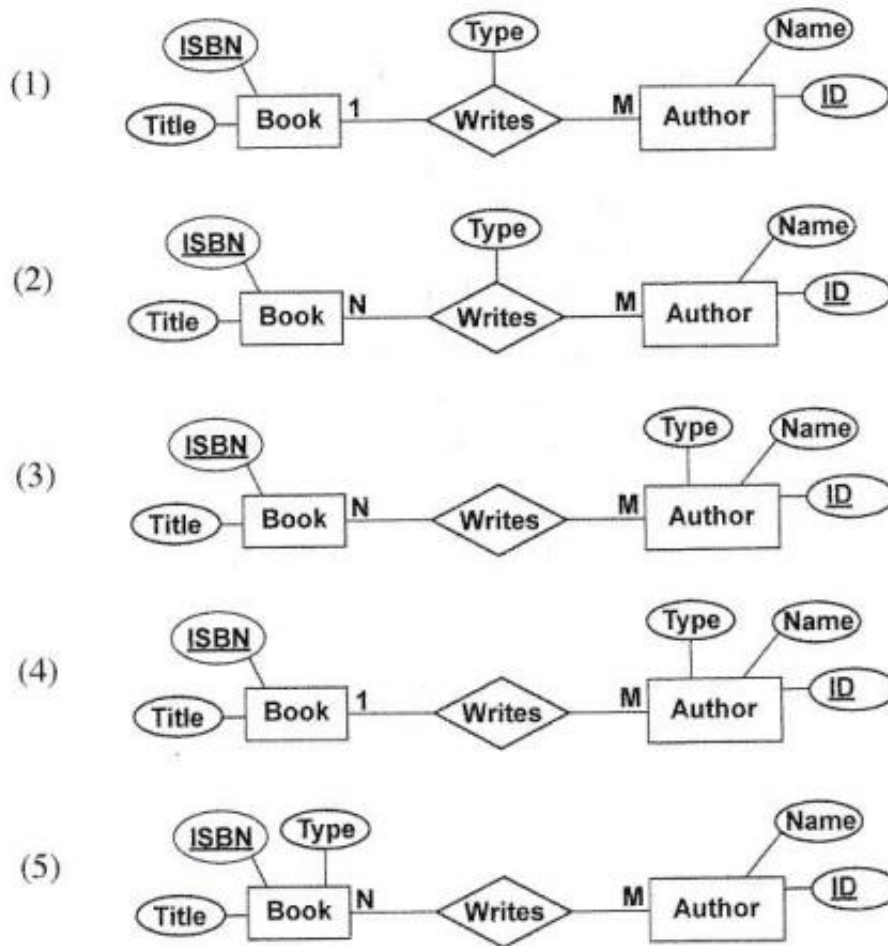 ISBN Type Name
(1) Title Book 1 Writes M Author ID
ISBN Type Name
(2) Title Book N Writes M Author ID
ISBN Type Name
(3) Title Book N Writes M Author ID
ISBN Type Name
(4) Title Book 1 Writes M Author ID
ISBN Type Name
(5) Title Book N Writes M Author ID